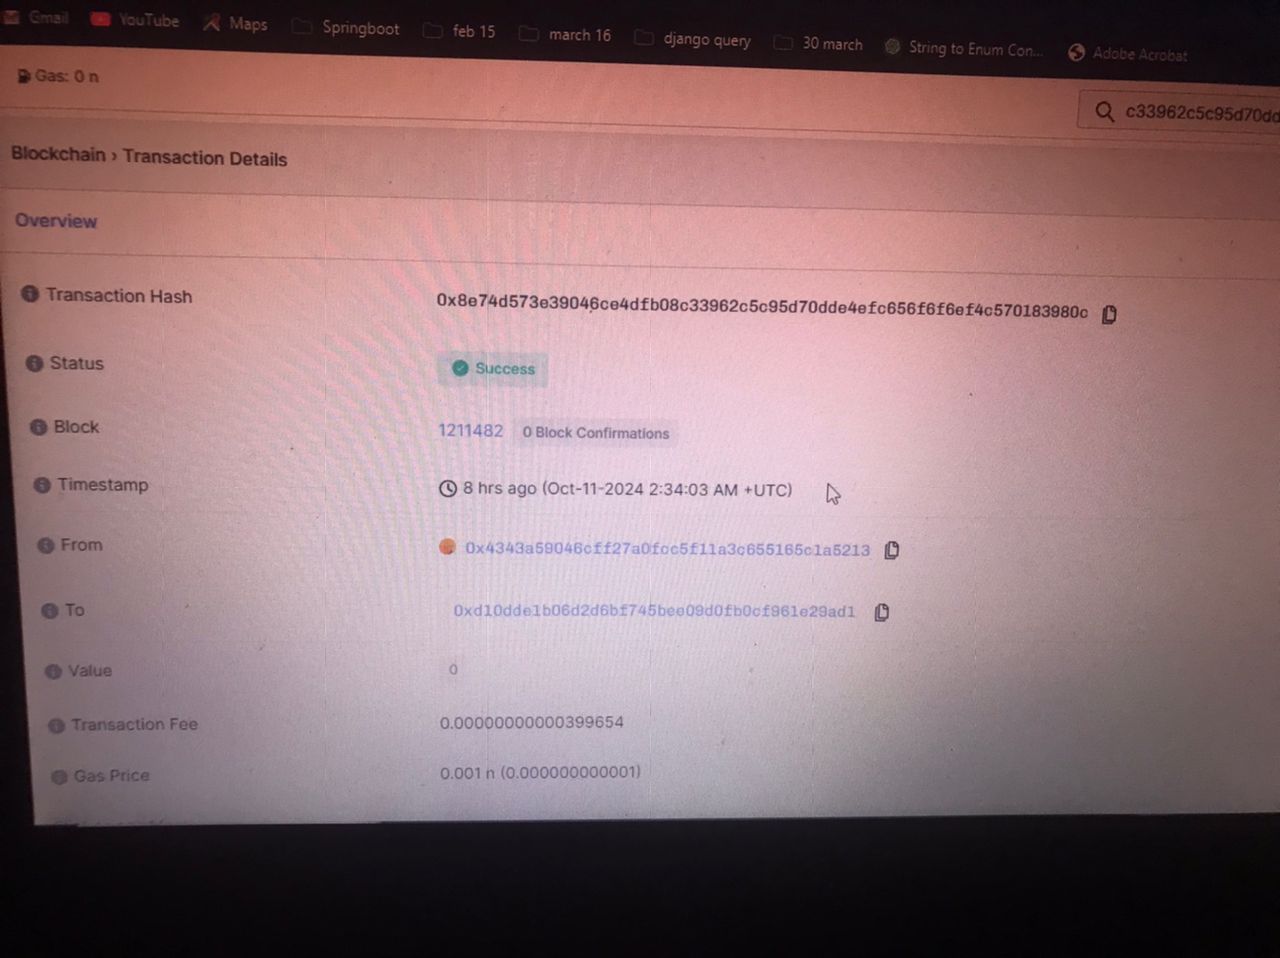 Gmail YouTube Maps Springboot feb 15 march 16 django query 30 march String to Enum Con... Adobe Acrobat
Gas: 0 n
c33962c5c95d70dd
Blockchain › Transaction Details
Overview
Transaction Hash 0x8e74d573e39046ce4dfb08c33962c5c95d70dde4efc656f6f6ef4c570183980c
Status Success
Block 1211482 0 Block Confirmations
Timestamp 8 hrs ago (Oct-11-2024 2:34:03 AM +UTC)
From 0x4343a59046cff27a0fcc5f11a3c655165c1a5213
To 0xd10dde1b06d2d6bf745bee09d0fb0cf961e29ad1
Value 0
Transaction Fee 0.00000000000399654
Gas Price 0.001 n (0.000000000001)